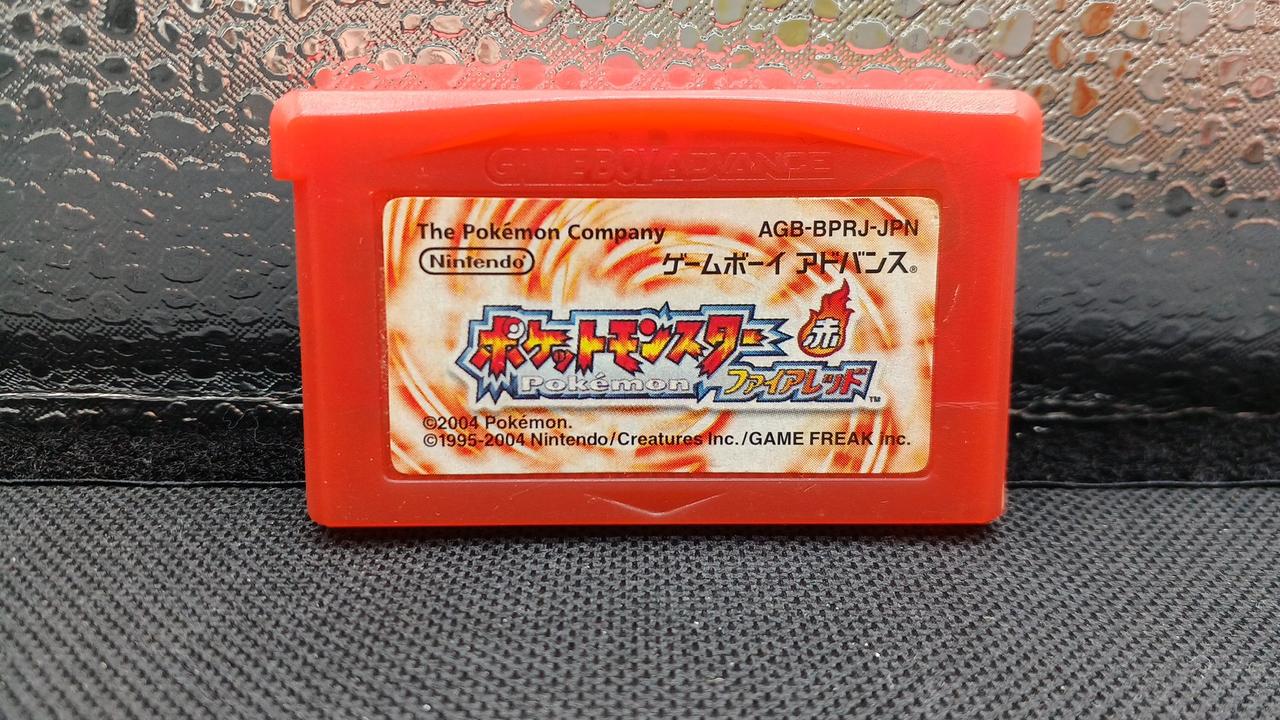 GAME BOY ADVANCE
The Pokémon Company
AGB-BPRJ-JPN
Nintendo®
ゲームボーイ アドバンス®
ポケットモンスター 赤
Pokémon ファイアレッド™
©2004 Pokémon.
©1995-2004 Nintendo/Creatures Inc./GAME FREAK inc.